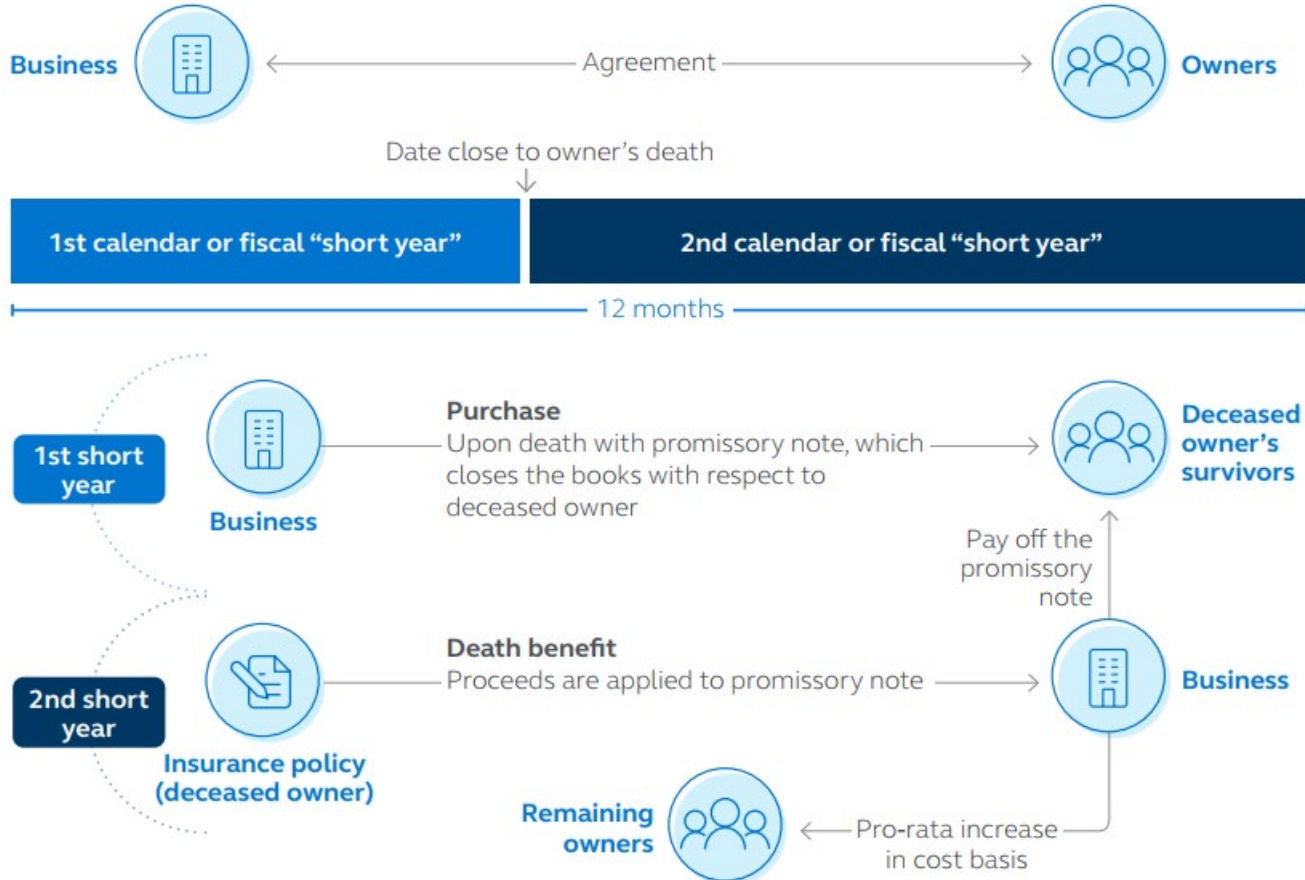 Business
Agreement
Owners
Date close to owner’s death
1st calendar or fiscal “short year”
2nd calendar or fiscal “short year”
12 months
1st short
year
Business
Purchase
Upon death with promissory note, which
closes the books with respect to
deceased owner
Deceased
owner’s
survivors
Pay off the
promissory
note
2nd short
year
Insurance policy
(deceased owner)
Death benefit
Proceeds are applied to promissory note
Business
Remaining
owners
Pro-rata increase
in cost basis